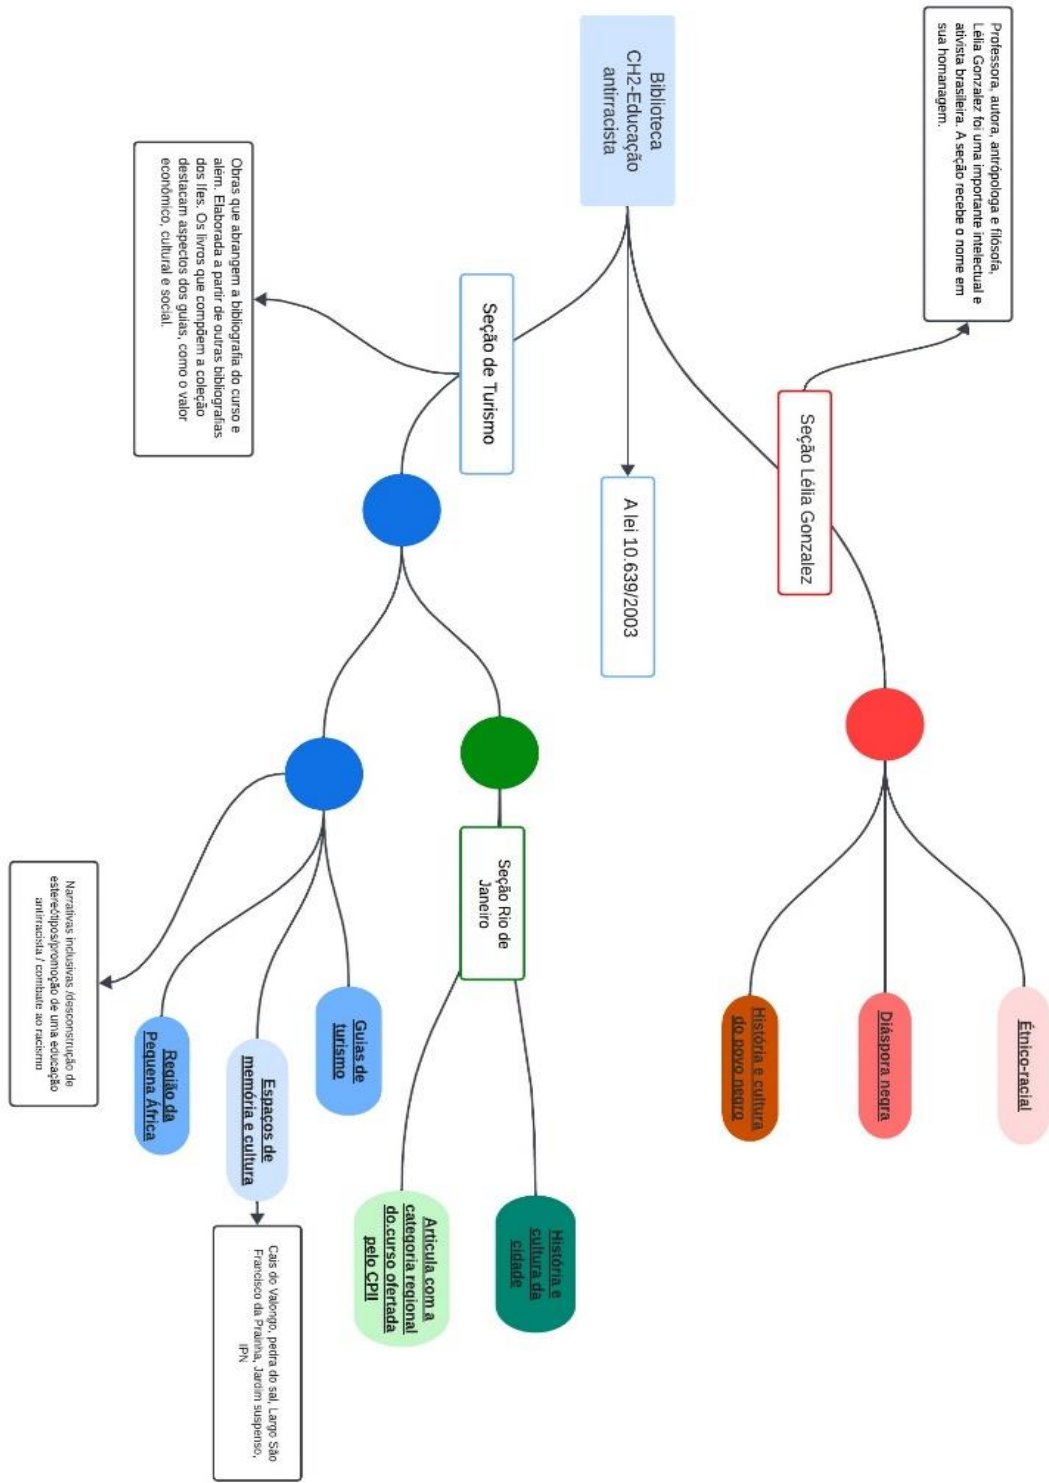 Professora, autora, antrópologa e filósofa,
Lélia Gonzalez foi uma importante intelectual e
ativista brasileira. A seção recebe o nome em
sua homanagem.
Biblioteca
CH2-Educação
antirracista
Seção Lélia Gonzalez
A lei 10.639/2003
Seção de Turismo
Obras que abrangem a bibliografia do curso e
além. Elaborada a partir de outras bibliografias
dos Ifes. Os livros que compõem a coleção
destacam aspectos dos guias, como o valor
econômico, cultural e social.
Étnico-racial
Diáspora negra
História e cultura
do povo negro
Seção Rio de
Janeiro
História e
cultura da
cidade
Articula com a
categoria regional
do.curso ofertada
pelo CPII
Guias de
turismo
Espaços de
memória e cultura
Região da
Pequena África
Narrativas inclusivas /desconstrução de
estereótipos/promoção de uma educação
antirracista / combate ao racismo
Cais do Valongo, pedra do sal, Largo São
Francisco da Prainha, Jardim suspenso,
IPN